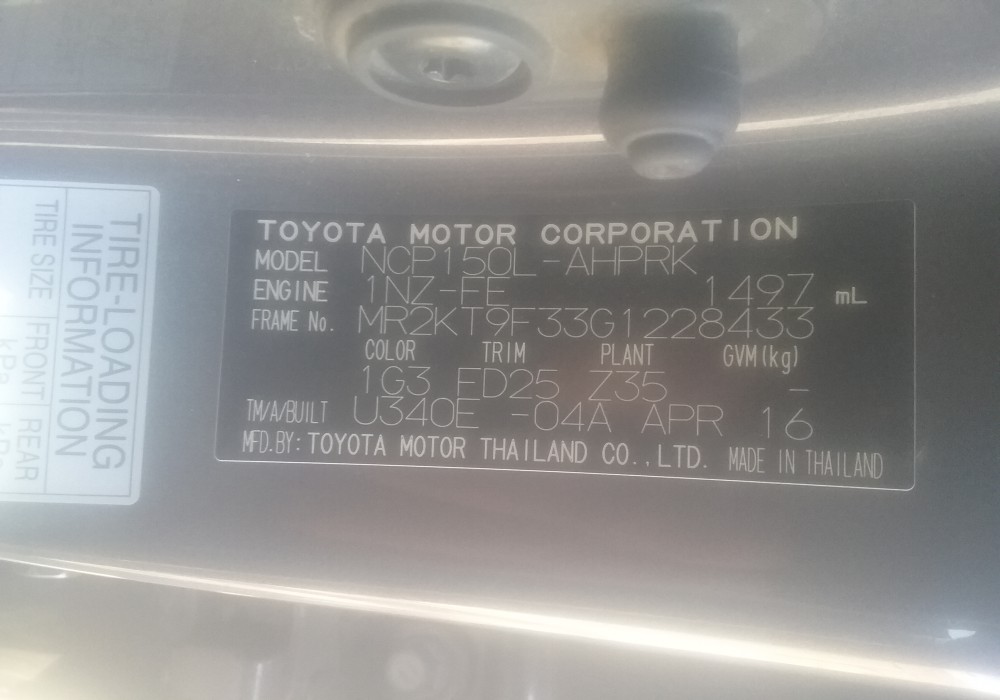 TOYOTA MOTOR CORPORATION
MODEL NCP150L-AHPRK
ENGINE 1NZ-FE 1497 mL
FRAME No. MR2KT9F33G1228433
COLOR TRIM PLANT GVM(kg)
1G3 FD25 Z35 -
TM/A/BUILT U340E -04A APR 16
MFD.BY: TOYOTA MOTOR THAILAND CO.,LTD. MADE IN THAILAND
TIRE-LOADING
INFORMATION
TIRE SIZE FRONT REAR
kPa kPa